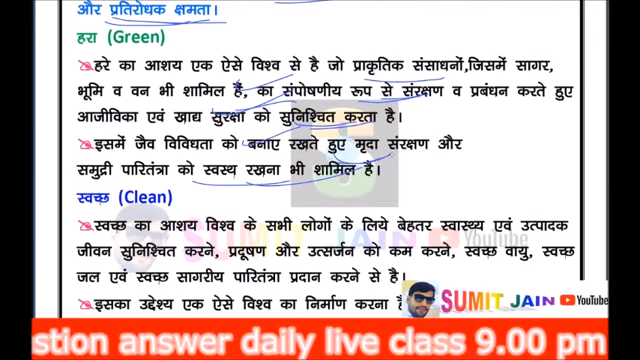 और प्रतिरोधक क्षमता।
हरा (Green)
हरे का आशय एक ऐसे विश्व से है जो प्राकृतिक संसाधनों,जिसमें सागर,
भूमि व वन भी शामिल हैं, का संपोषणीय रूप से संरक्षण व प्रबंधन करते हुए
आजीविका एवं खाद्य सुरक्षा को सुनिश्चित करता है।
इसमें जैव विविधता को बनाए रखते हुए मृदा संरक्षण और
समुद्री पारितंत्रा को स्वस्थ रखना भी शामिल है।
स्वच्छ (Clean)
स्वच्छ का आशय विश्व के सभी लोगों के लिये बेहतर स्वास्थ्य एवं उत्पादक
जीवन सुनिश्चित करने, प्रदूषण और उत्सर्जन को कम करने, स्वच्छ वायु, स्वच्छ
जल एवं स्वच्छ सागरीय पारितंत्रा प्रदान करने से है।
इसका उद्देश्य एक ऐसे विश्व का निर्माण करना है
SUMIT JAIN YouTube
stion answer daily live class 9.00 pm